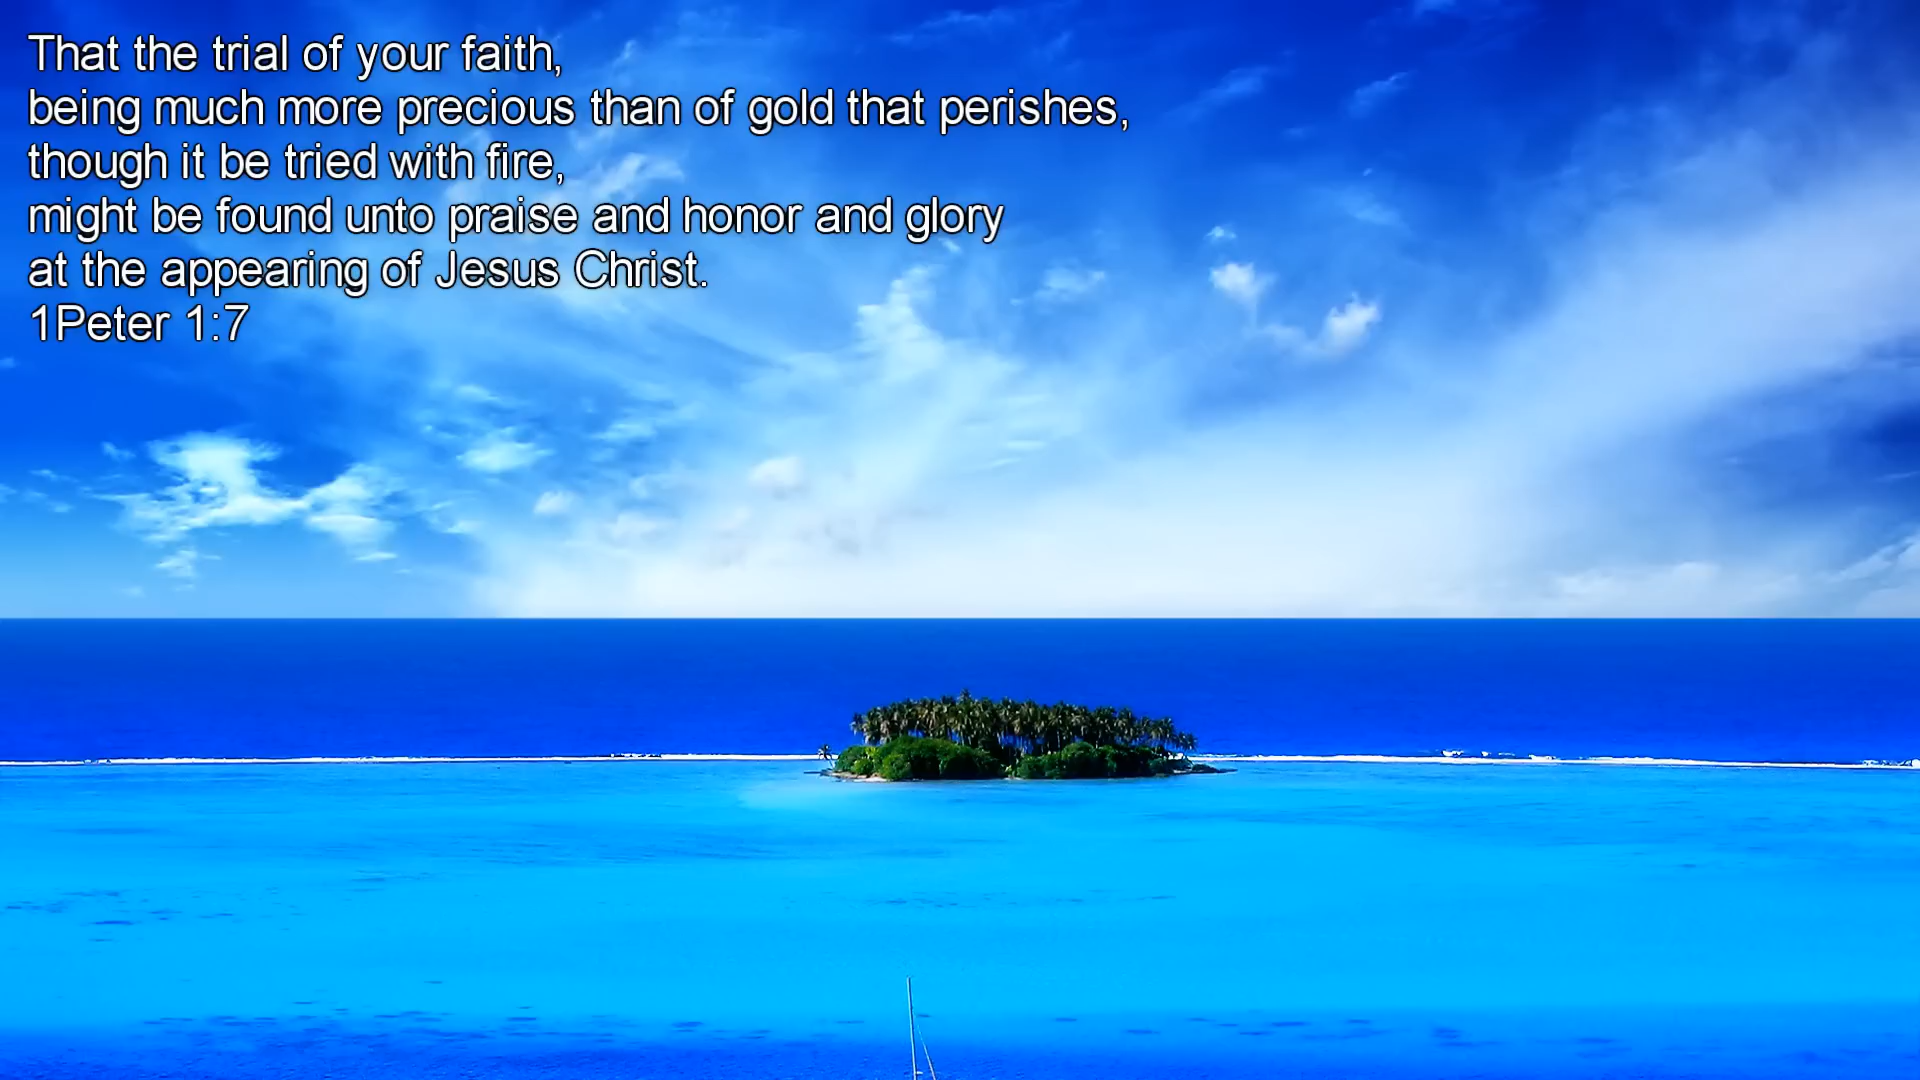 That the trial of your faith,
being much more precious than of gold that perishes,
though it be tried with fire,
might be found unto praise and honor and glory
at the appearing of Jesus Christ.
1Peter 1:7